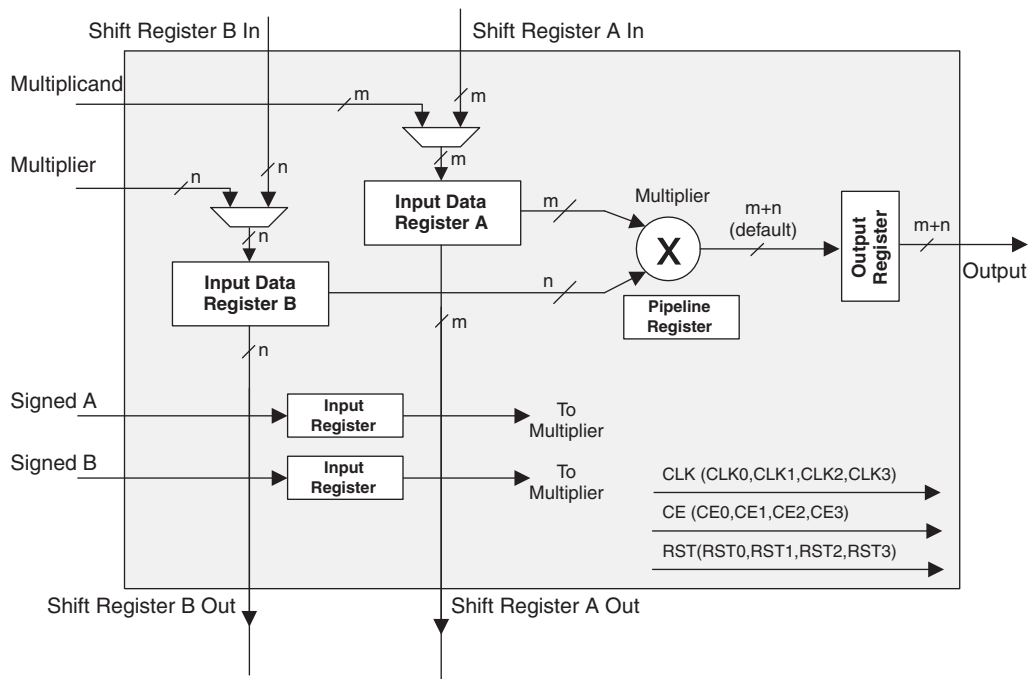 Shift Register B In
Shift Register A In
Multiplicand
m
m
Multiplier
n
n
m
Input Data
Register A
m
Multiplier
m+n
(default)
Output
Register
m+n
Output
n
Input Data
Register B
n
X
Pipeline
Register
m
n
Signed A
Input
Register
To
Multiplier
Signed B
Input
Register
To
Multiplier
CLK (CLK0,CLK1,CLK2,CLK3)
CE (CE0,CE1,CE2,CE3)
RST(RST0,RST1,RST2,RST3)
Shift Register B Out
Shift Register A Out